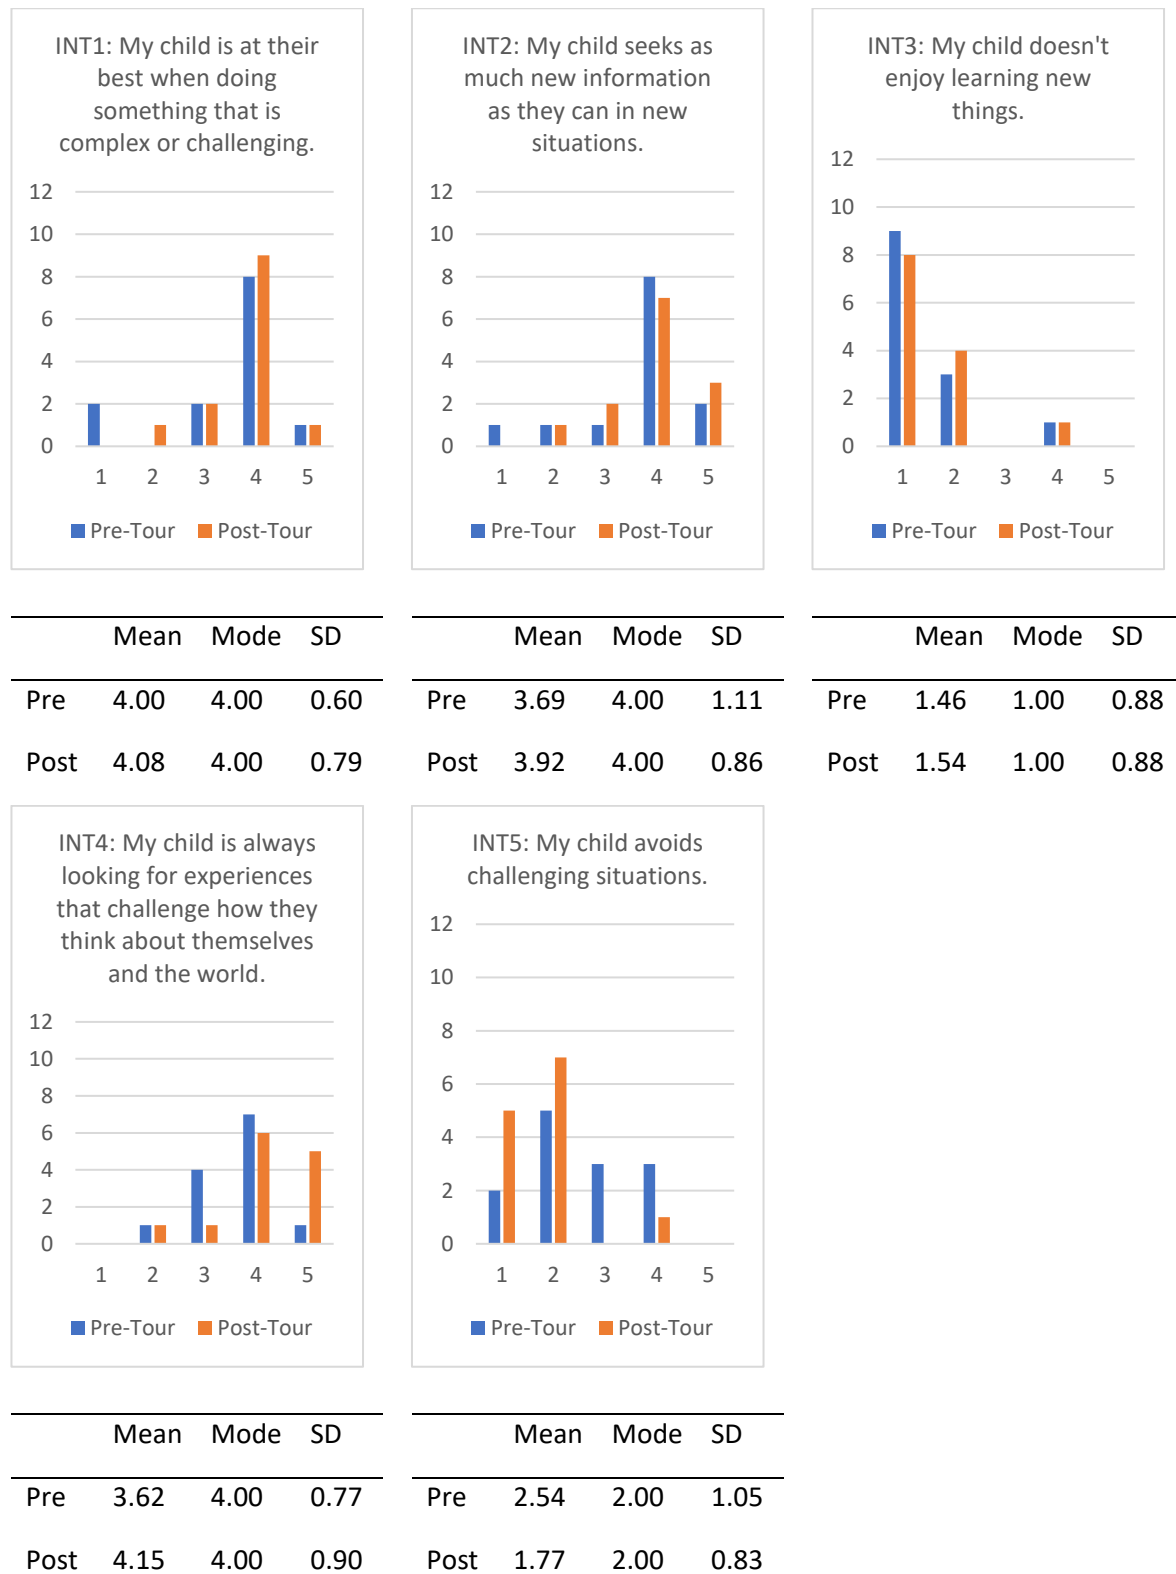 INT1: My child is at their
best when doing
something that is
complex or challenging.
12
10
8
6
4
2
0
1 2 3 4 5
Pre-Tour Post-Tour
INT2: My child seeks as
much new information
as they can in new
situations.
12
10
8
6
4
2
0
1 2 3 4 5
Pre-Tour Post-Tour
INT3: My child doesn't
enjoy learning new
things.
12
10
8
6
4
2
0
1 2 3 4 5
Pre-Tour Post-Tour
Mean Mode SD
Pre 4.00 4.00 0.60
Post 4.08 4.00 0.79
Mean Mode SD
Pre 3.69 4.00 1.11
Post 3.92 4.00 0.86
Mean Mode SD
Pre 1.46 1.00 0.88
Post 1.54 1.00 0.88
INT4: My child is always
looking for experiences
that challenge how they
think about themselves
and the world.
12
10
8
6
4
2
0
1 2 3 4 5
Pre-Tour Post-Tour
INT5: My child avoids
challenging situations.
12
10
8
6
4
2
0
1 2 3 4 5
Pre-Tour Post-Tour
Mean Mode SD
Pre 3.62 4.00 0.77
Post 4.15 4.00 0.90
Mean Mode SD
Pre 2.54 2.00 1.05
Post 1.77 2.00 0.83